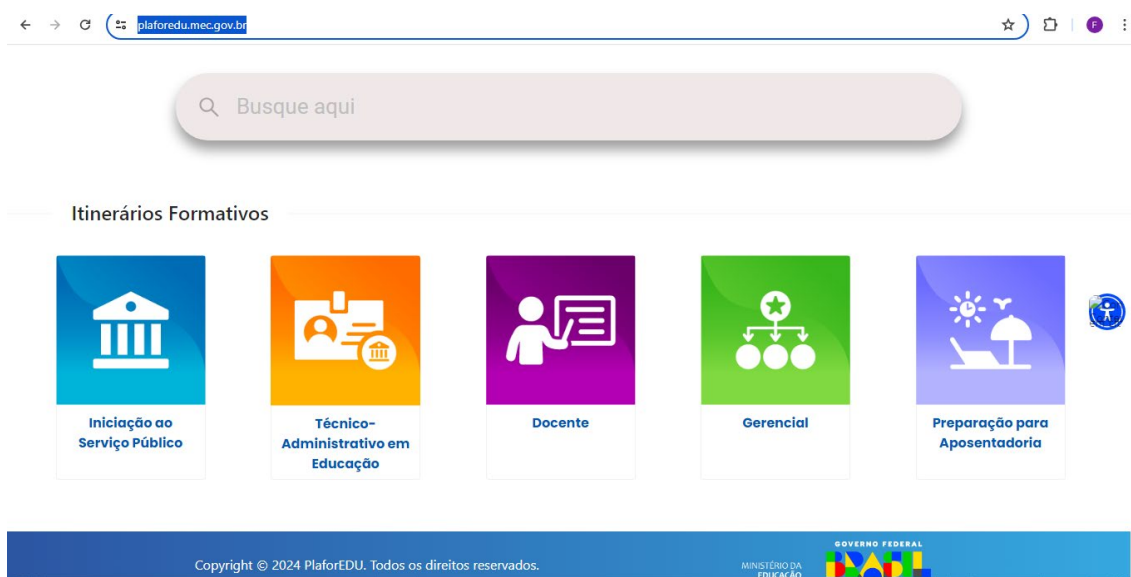 plaforedu.mec.gov.br
F
Busque aqui
Itinerários Formativos
Iniciação ao
Serviço Público
Técnico-
Administrativo em
Educação
Docente
Gerencial
Preparação para
Aposentadoria
Copyright © 2024 PlaforEDU. Todos os direitos reservados.
MINISTÉRIO DA
EDUCAÇÃO
GOVERNO FEDERAL
BRASIL